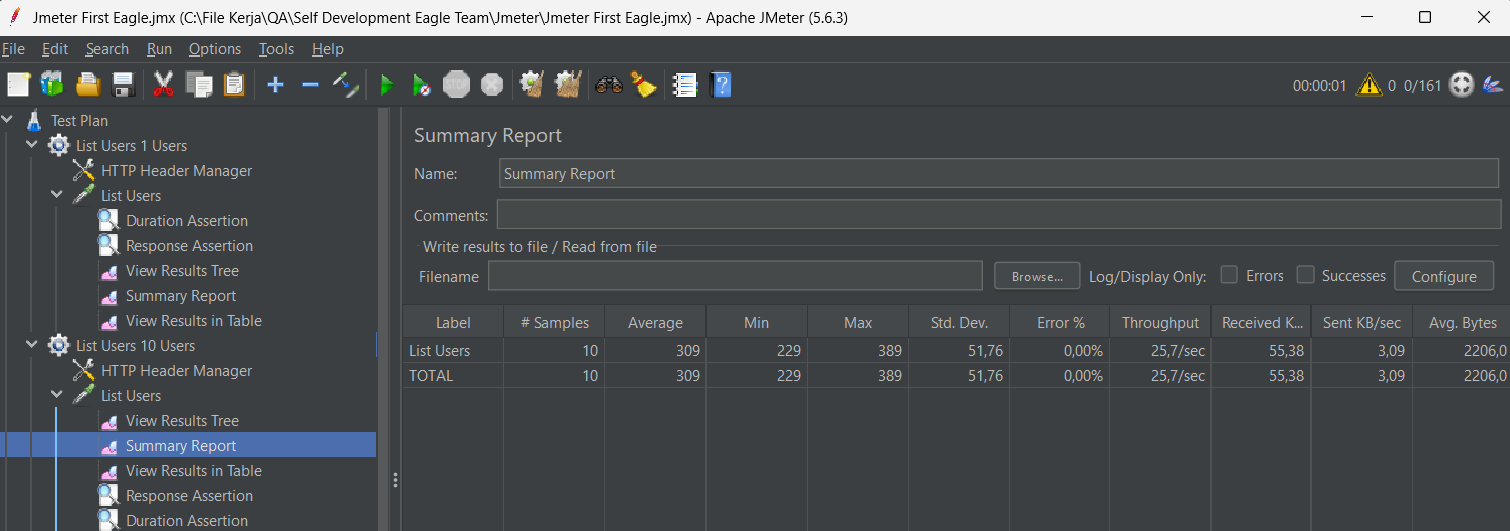 Jmeter First Eagle.jmx (C:\File Kerja\QA\Self Development Eagle Team\Jmeter\Jmeter First Eagle.jmx) - Apache JMeter (5.6.3)
File Edit Search Run Options Tools Help
STOP ? 00:00:01 0 0/161
Test Plan
List Users 1 Users
HTTP Header Manager
List Users
Duration Assertion
Response Assertion
View Results Tree
Summary Report
View Results in Table
List Users 10 Users
HTTP Header Manager
List Users
View Results Tree
Summary Report
View Results in Table
Response Assertion
Duration Assertion
Summary Report
Name: Summary Report
Comments:
Write results to file / Read from file
Filename Browse... Log/Display Only: Errors Successes Configure
Label # Samples Average Min Max Std. Dev. Error % Throughput Received K... Sent KB/sec Avg. Bytes
List Users 10 309 229 389 51,76 0,00% 25,7/sec 55,38 3,09 2206,0
TOTAL 10 309 229 389 51,76 0,00% 25,7/sec 55,38 3,09 2206,0